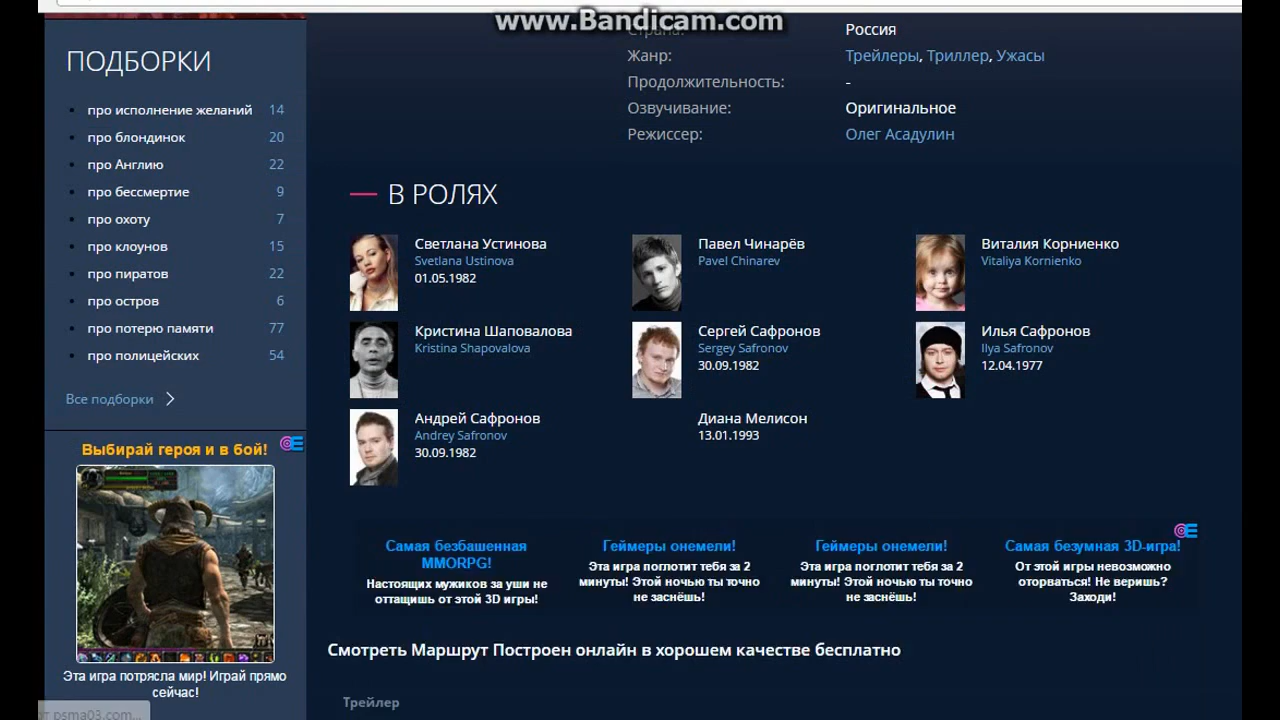 www.Bandicam.com
ПОДБОРКИ
про исполнение желаний 14
про блондинок 20
про Англию 22
про бессмертие 9
про охоту 7
про клоунов 15
про пиратов 22
про остров 6
про потерю памяти 77
про полицейских 54
Все подборки
Выбирай героя и в бой!
Эта игра потрясла мир! Играй прямо
сейчас!
Страна: Россия
Жанр: Трейлеры, Триллер, Ужасы
Продолжительность: -
Озвучивание: Оригинальное
Режиссер: Олег Асадулин
В РОЛЯХ
Светлана Устинова
Svetlana Ustinova
01.05.1982
Павел Чинарёв
Pavel Chinarev
Виталия Корниенко
Vitaliya Kornienko
Кристина Шаповалова
Kristina Shapovalova
Сергей Сафронов
Sergey Safronov
30.09.1982
Илья Сафронов
Ilya Safronov
12.04.1977
Андрей Сафронов
Andrey Safronov
30.09.1982
Диана Мелисон
13.01.1993
Самая безбашенная
MMORPG!
Настоящих мужиков за уши не
оттащишь от этой 3D игры!
Геймеры онемели!
Эта игра поглотит тебя за 2
минуты! Этой ночью ты точно
не заснёшь!
Геймеры онемели!
Эта игра поглотит тебя за 2
минуты! Этой ночью ты точно
не заснёшь!
Самая безумная 3D-игра!
От этой игры невозможно
оторваться! Не веришь?
Заходи!
Смотреть Маршрут Построен онлайн в хорошем качестве бесплатно
Трейлер
от psma03.com...